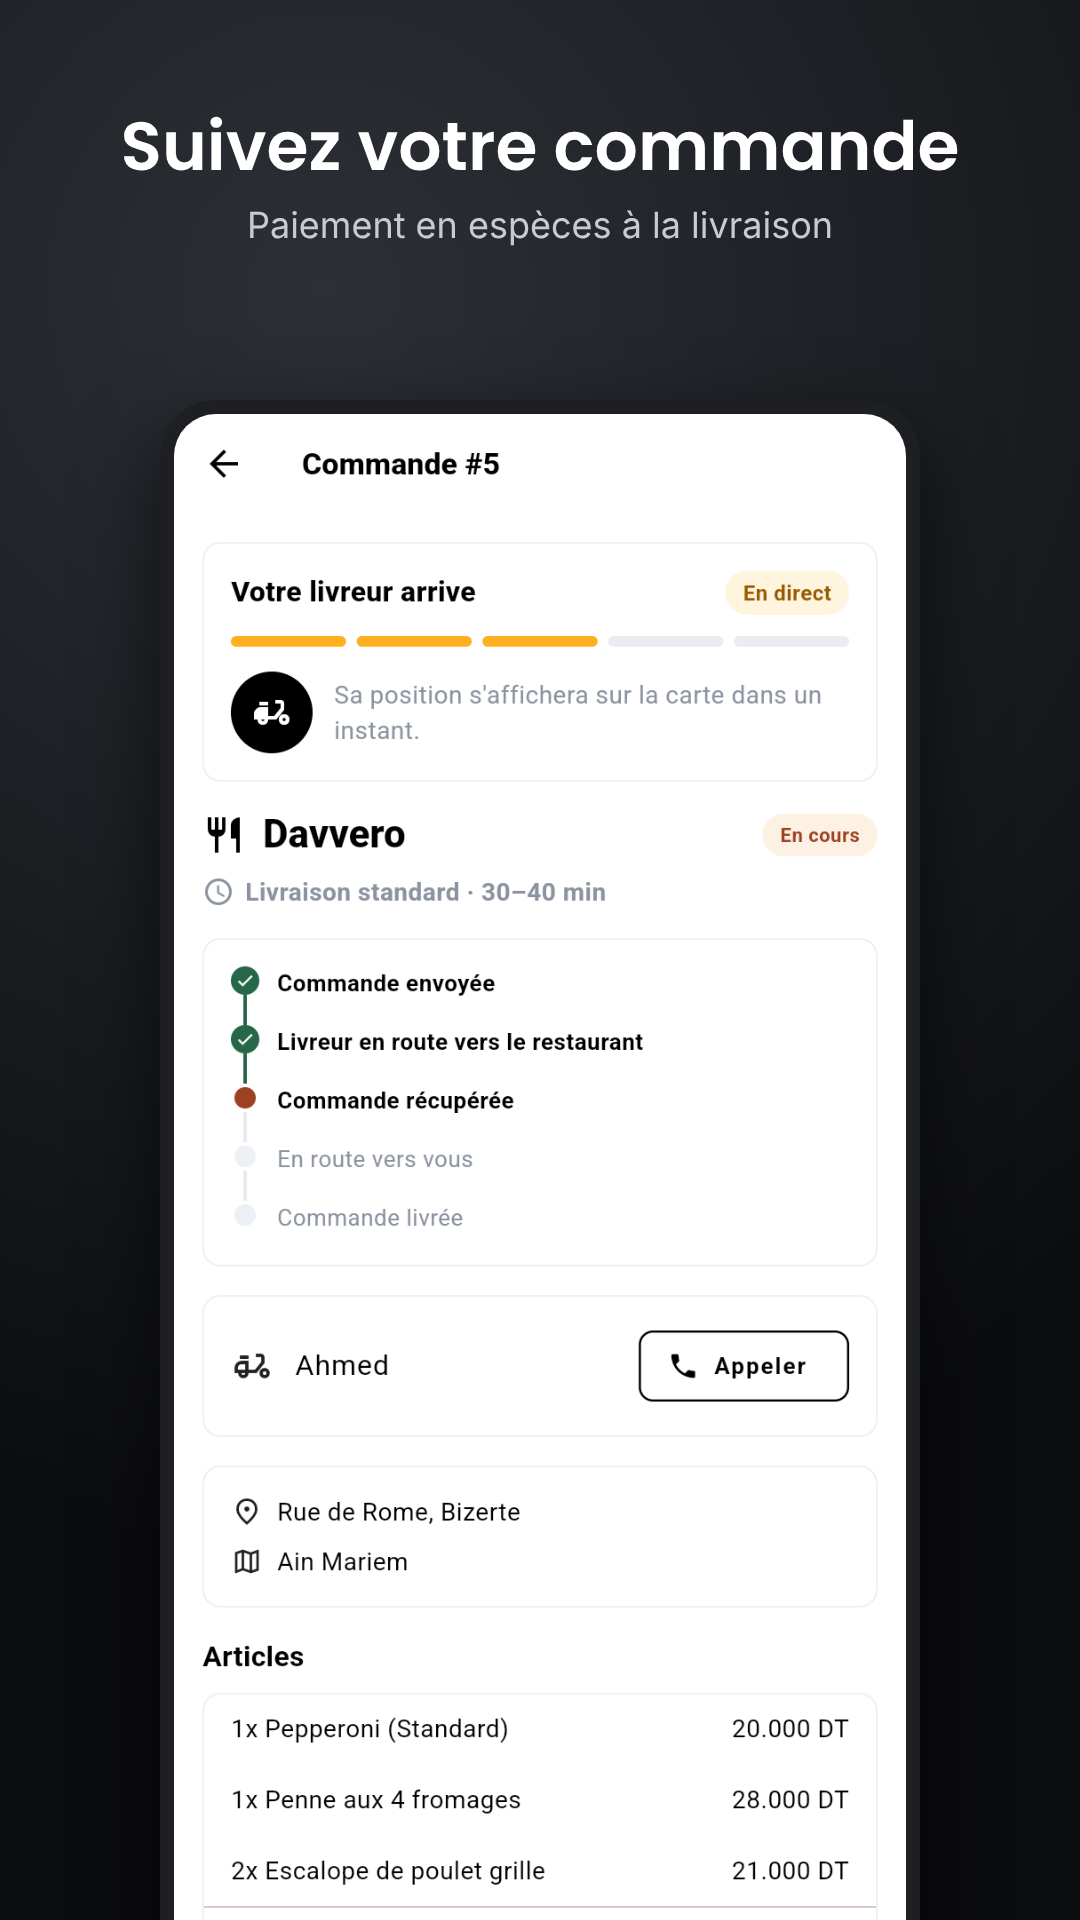 Suivez votre commande
Paiement en espèces à la livraison
Commande #5
Votre livreur arrive
En direct
Sa position s'affichera sur la carte dans un
instant.
Davvero
En cours
Livraison standard · 30–40 min
Commande envoyée
Livreur en route vers le restaurant
Commande récupérée
En route vers vous
Commande livrée
Ahmed
Appeler
Rue de Rome, Bizerte
Ain Mariem
Articles
1x Pepperoni (Standard) 20.000 DT
1x Penne aux 4 fromages 28.000 DT
2x Escalope de poulet grille 21.000 DT